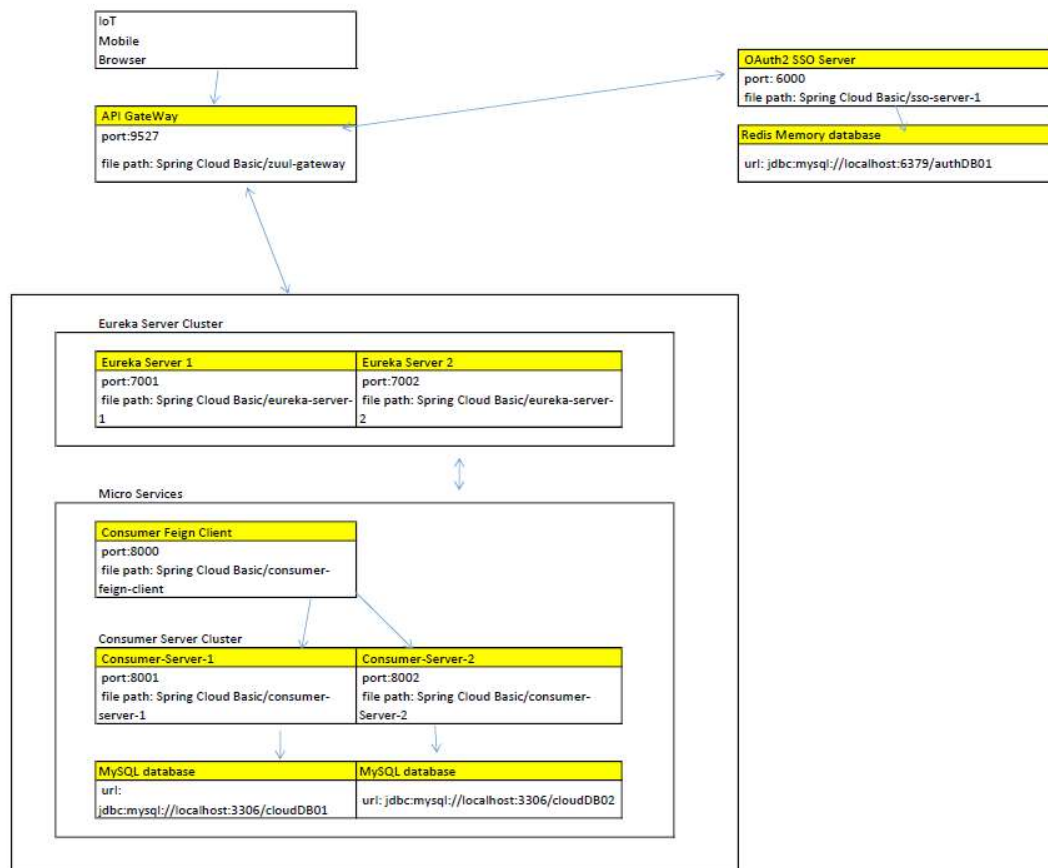 IoT
Mobile
Browser
OAuth2 SSO Server
port: 6000
file path: Spring Cloud Basic/sso-server-1
API GateWay
port:9527
file path: Spring Cloud Basic/zuul-gateway
Redis Memory database
url: jdbc:mysql://localhost:6379/authDB01
Eureka Server Cluster
Eureka Server 1
port:7001
file path: Spring Cloud Basic/eureka-server-
1
Eureka Server 2
port:7002
file path: Spring Cloud Basic/eureka-server-
2
Micro Services
Consumer Feign Client
port:8000
file path: Spring Cloud Basic/consumer-
feign-client
Consumer Server Cluster
Consumer-Server-1
port:8001
file path: Spring Cloud Basic/consumer-
server-1
Consumer-Server-2
port:8002
file path: Spring Cloud Basic/consumer-
Server-2
MySQL database
url:
jdbc:mysql://localhost:3306/cloudDB01
MySQL database
url: jdbc:mysql://localhost:3306/cloudDB02